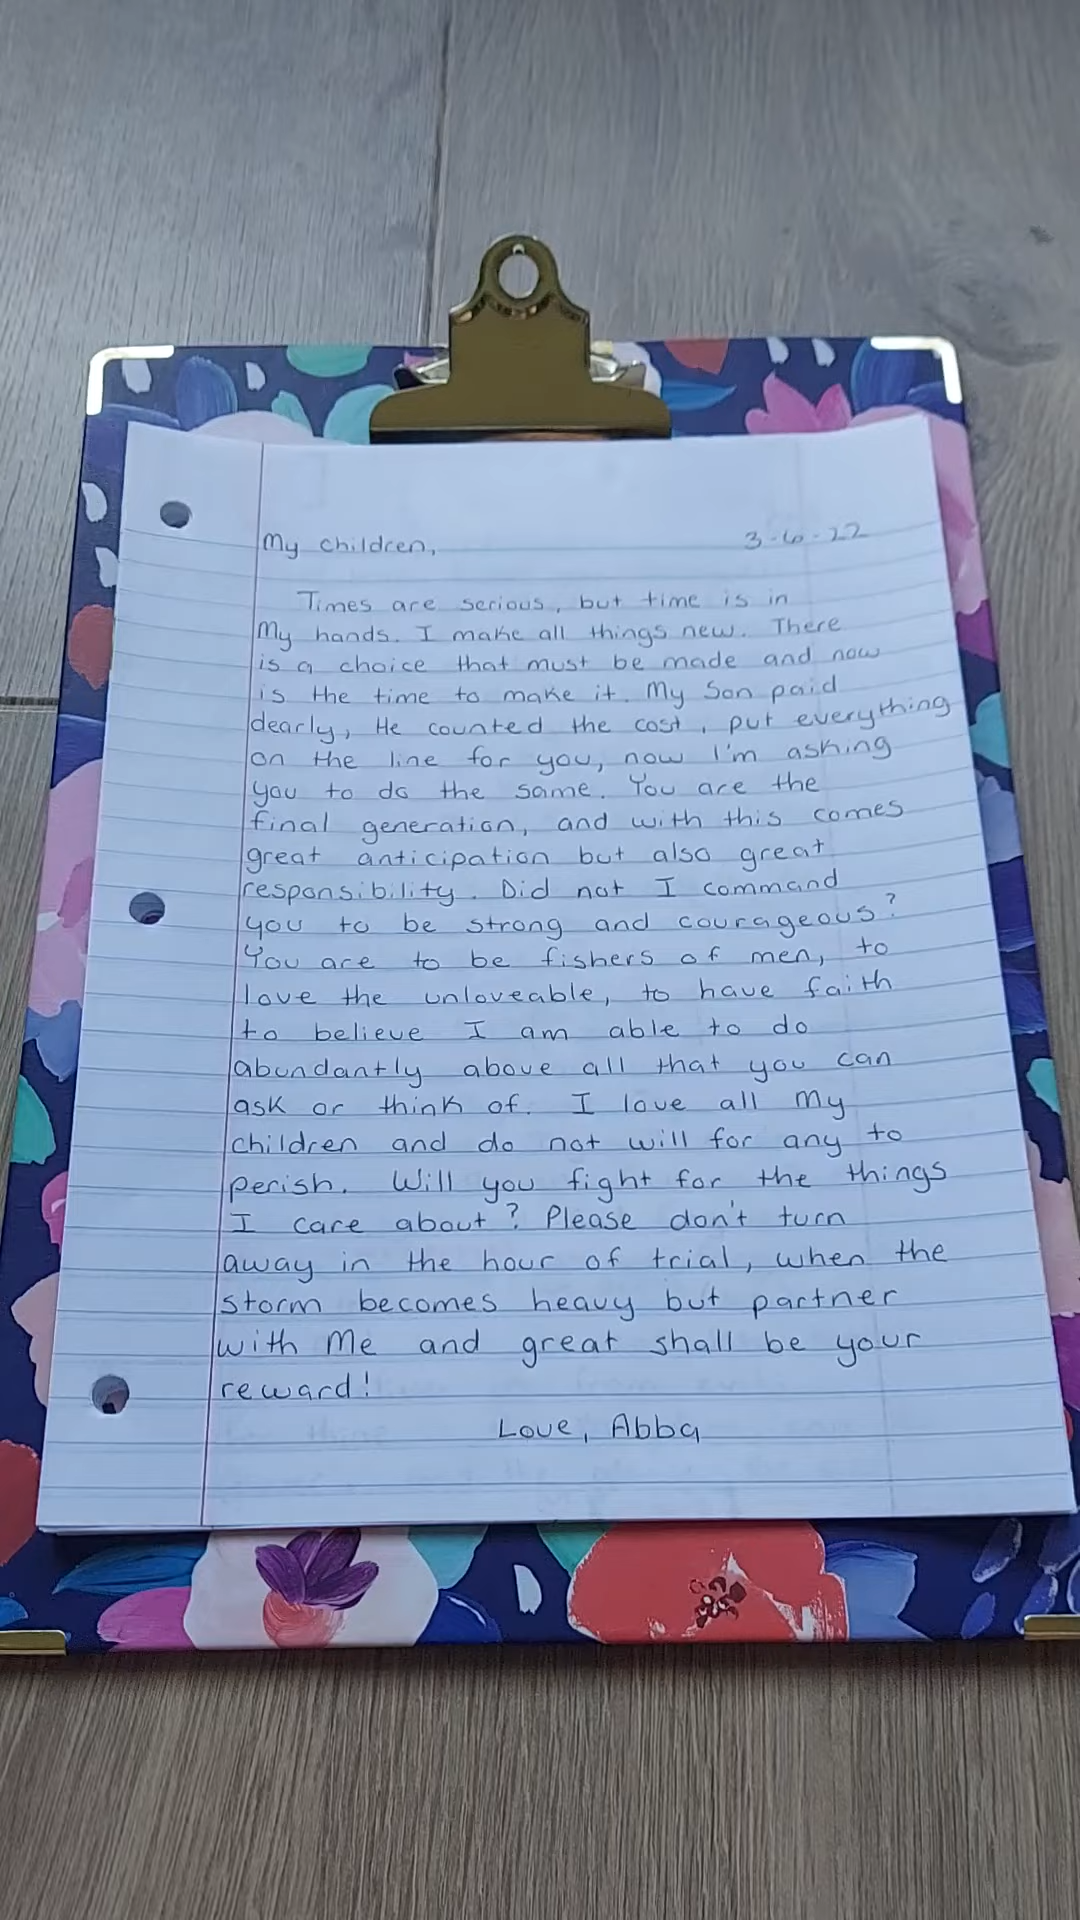 My children, 3-6-22
Times are serious, but time is in
My hands. I make all things new. There
is a choice that must be made and now
is the time to make it. My Son paid
dearly, He counted the cost, put everything
on the line for you, now I'm asking
you to do the same. You are the
final generation, and with this comes
great anticipation but also great
responsibility. Did not I command
you to be strong and courageous?
You are to be fishers of men, to
love the unloveable, to have faith
to believe I am able to do
abundantly above all that you can
ask or think of. I love all My
children and do not will for any to
perish. Will you fight for the things
I care about? Please don't turn
away in the hour of trial, when the
storm becomes heavy but partner
with Me and great shall be your
reward!
Love, Abba